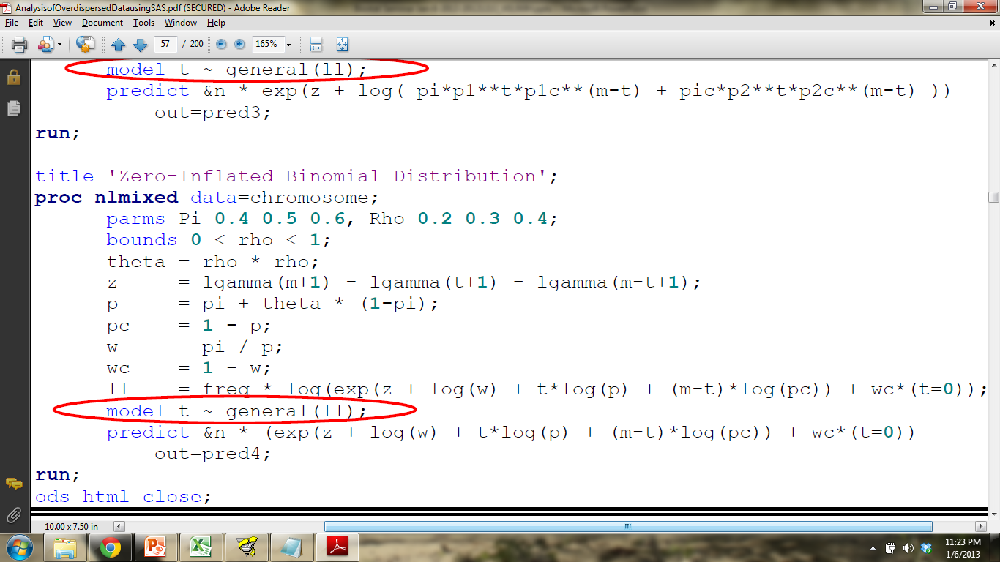 AnalysisofOverdispersedDatausingSAS.pdf (SECURED) - Adobe Reader
File Edit View Document Tools Window Help
57 / 200 165%
model t ~ general(ll);
predict &n * exp(z + log( pi*p1**t*p1c**(m-t) + pic*p2**t*p2c**(m-t) ))
out=pred3;
run;
title 'Zero-Inflated Binomial Distribution';
proc nlmixed data=chromosome;
parms Pi=0.4 0.5 0.6, Rho=0.2 0.3 0.4;
bounds 0 < rho < 1;
theta = rho * rho;
z = lgamma(m+1) - lgamma(t+1) - lgamma(m-t+1);
p = pi + theta * (1-pi);
pc = 1 - p;
w = pi / p;
wc = 1 - w;
ll = freq * log(exp(z + log(w) + t*log(p) + (m-t)*log(pc)) + wc*(t=0));
model t ~ general(ll);
predict &n * (exp(z + log(w) + t*log(p) + (m-t)*log(pc)) + wc*(t=0))
out=pred4;
run;
ods html close;
10.00 x 7.50 in
11:23 PM
1/6/2013